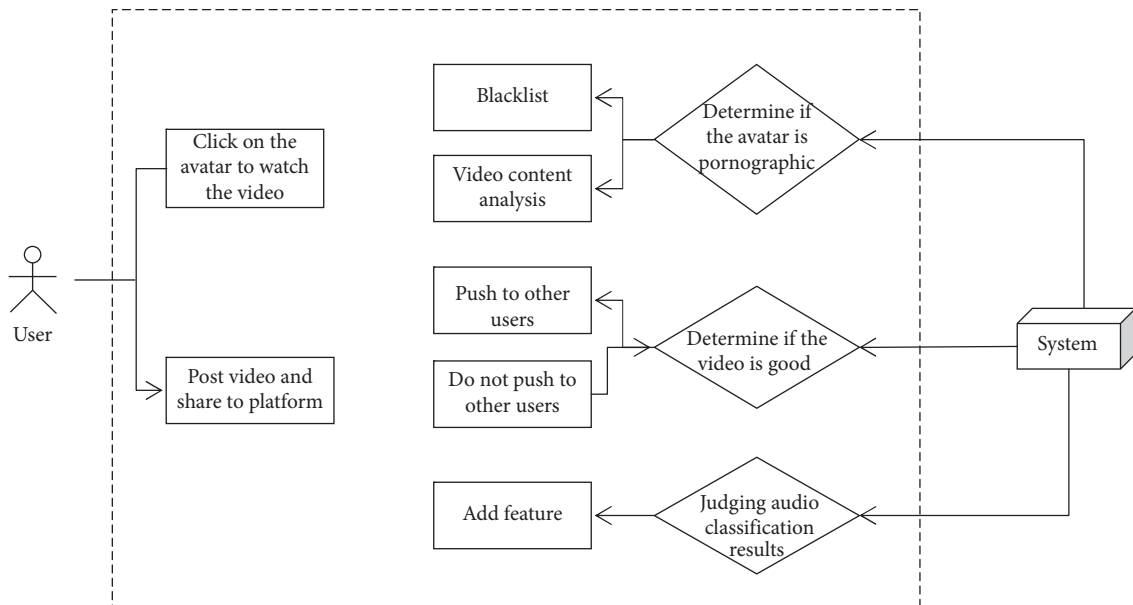 Blacklist
Determine if
the avatar is
pornographic
Click on the
avatar to watch
the video
Video content
analysis
User
Push to other
users
Determine if the
video is good
System
Post video and
share to platform
Do not push to
other users
Add feature
Judging audio
classification
results